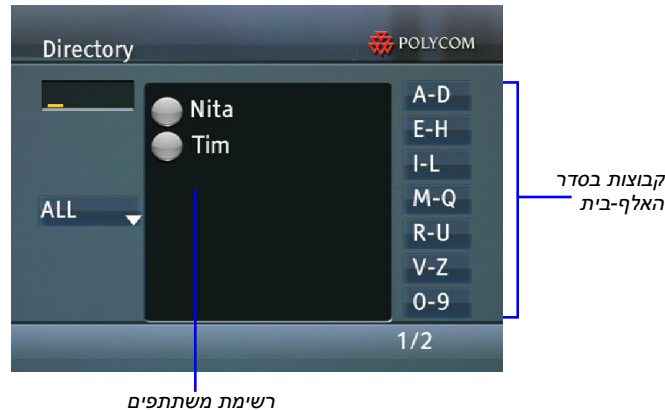 Directory
POLYCOM
Nita
Tim
ALL
A-D
E-H
I-L
M-Q
R-U
V-Z
0-9
1/2
קבוצות בסדר
האלף-בית
רשימת משתתפים